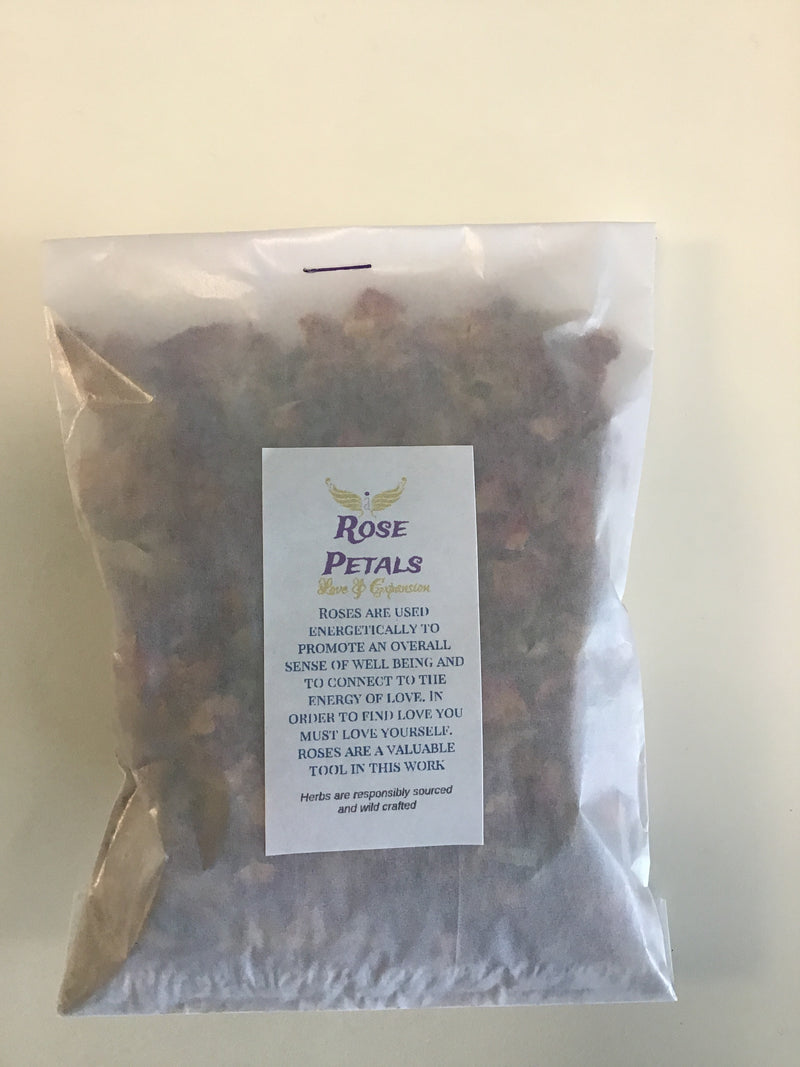 ROSE
PETALS
Love & Expansion
ROSES ARE USED
ENERGETICALLY TO
PROMOTE AN OVERALL
SENSE OF WELL BEING AND
TO CONNECT TO THE
ENERGY OF LOVE. IN
ORDER TO FIND LOVE YOU
MUST LOVE YOURSELF.
ROSES ARE A VALUABLE
TOOL IN THIS WORK
Herbs are responsibly sourced
and wild crafted